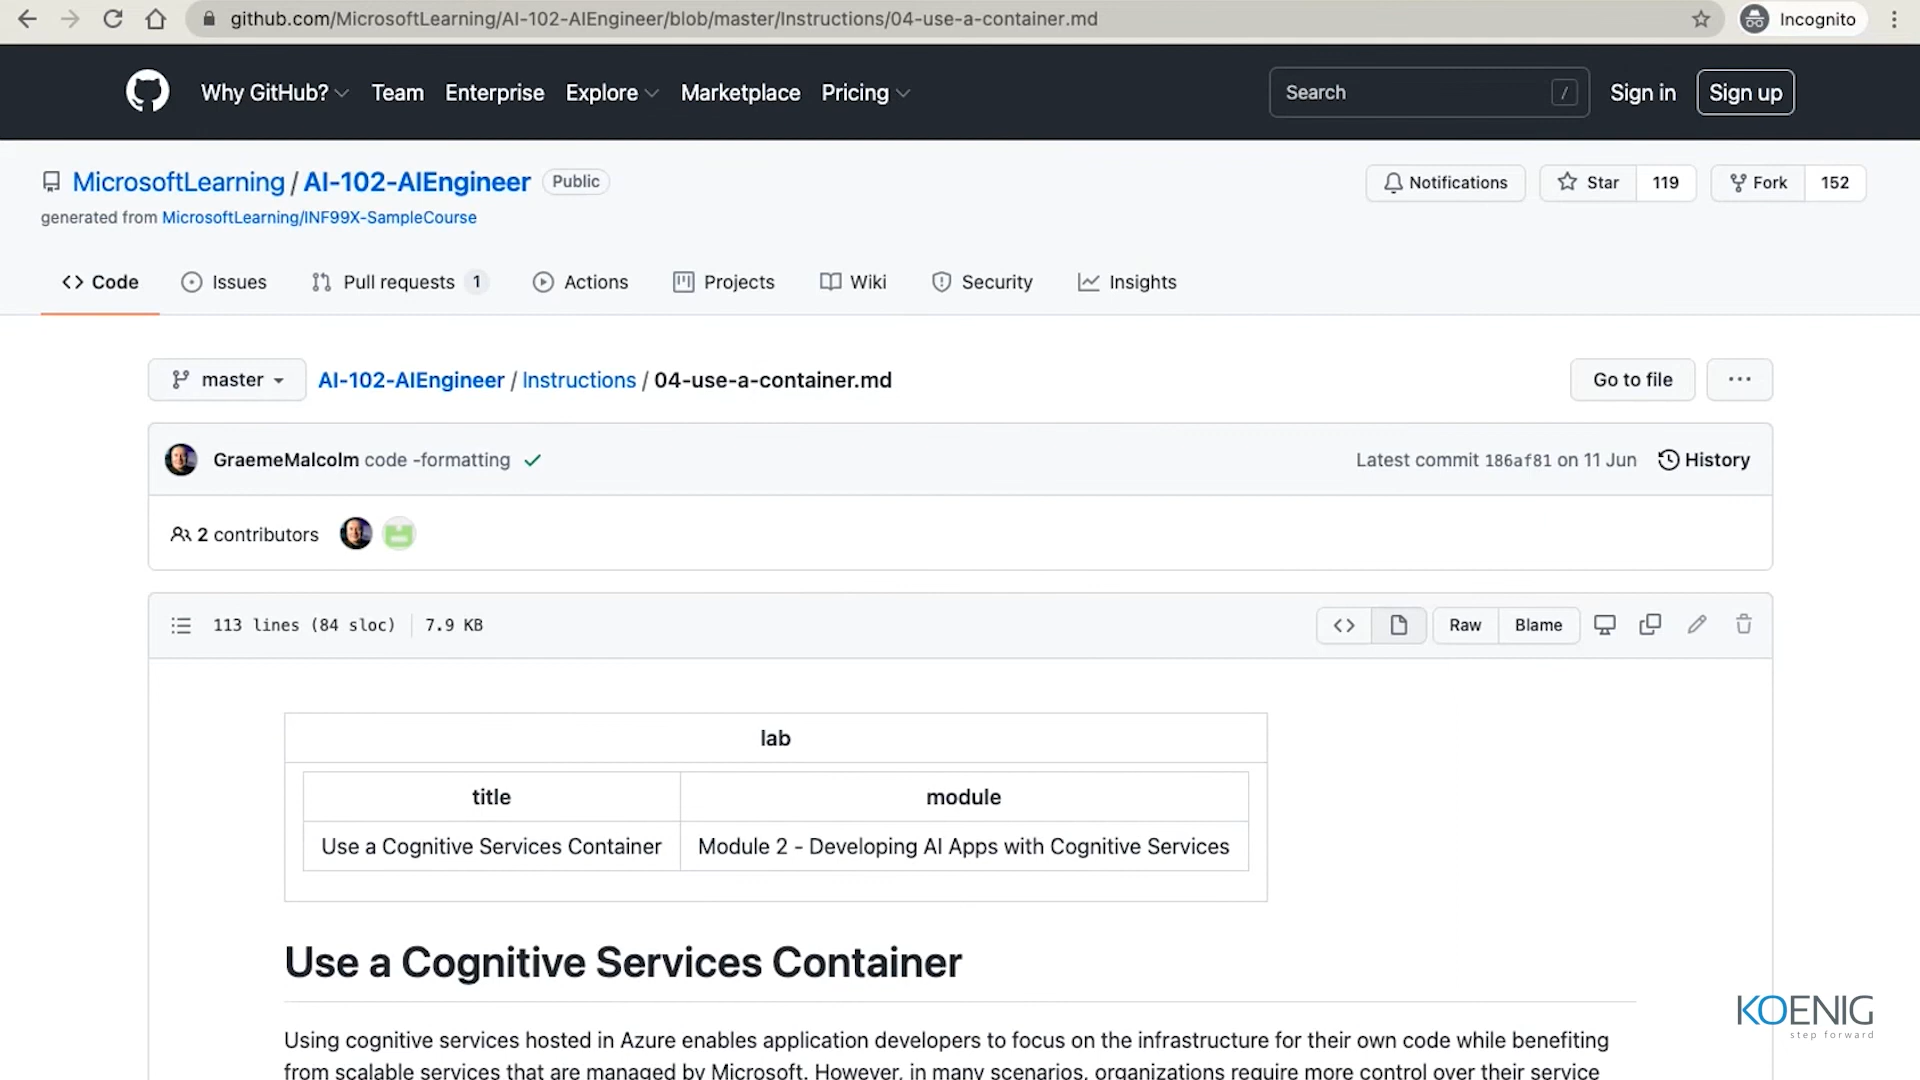 github.com/MicrosoftLearning/AI-102-AIEngineer/blob/master/Instructions/04-use-a-container.md Incognito
Why GitHub? Team Enterprise Explore Marketplace Pricing Search / Sign in Sign up
MicrosoftLearning / AI-102-AIEngineer Public Notifications Star 119 Fork 152
generated from MicrosoftLearning/INF99X-SampleCourse
Code Issues Pull requests 1 Actions Projects Wiki Security Insights
master AI-102-AIEngineer / Instructions / 04-use-a-container.md Go to file ...
GraemeMalcolm code -formatting Latest commit 186af81 on 11 Jun History
2 contributors
113 lines (84 sloc) 7.9 KB <> Raw Blame
lab
title module
Use a Cognitive Services Container Module 2 - Developing AI Apps with Cognitive Services
Use a Cognitive Services Container
Using cognitive services hosted in Azure enables application developers to focus on the infrastructure for their own code while benefiting
from scalable services that are managed by Microsoft. However, in many scenarios, organizations require more control over their service
KOENIG
step forward